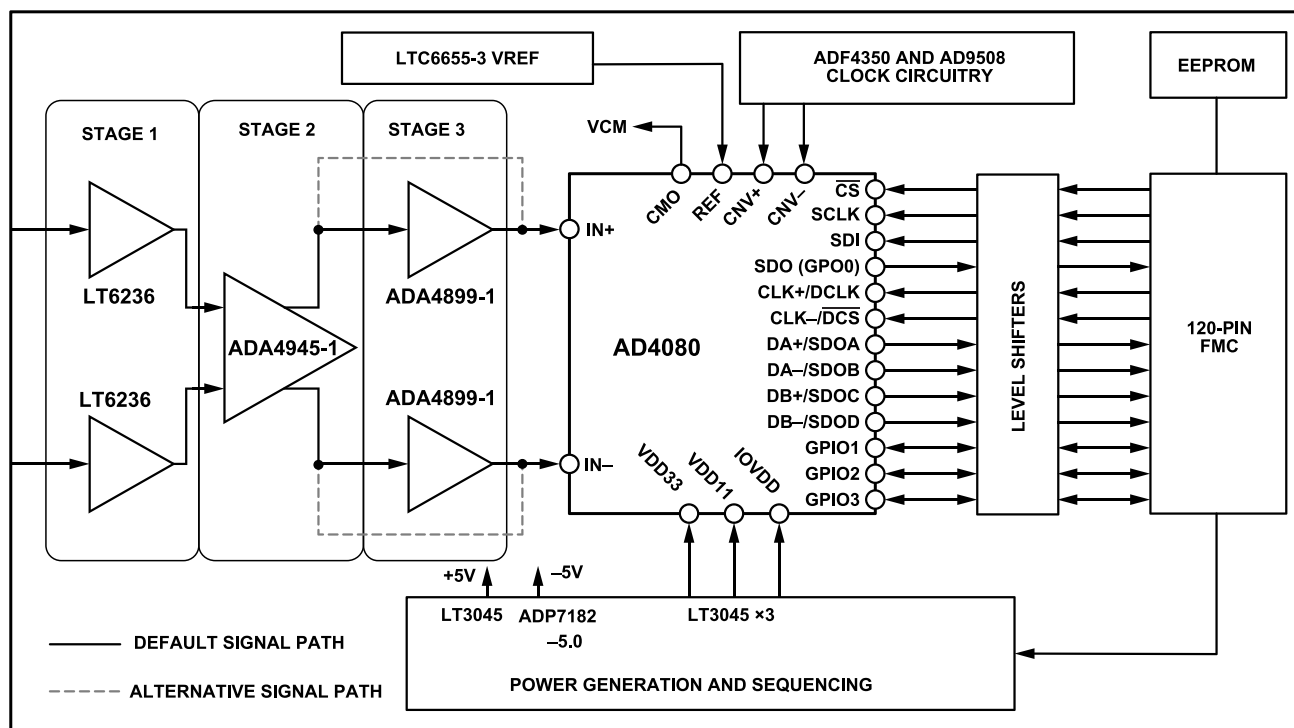 LTC6655-3 VREF
ADF4350 AND AD9508
CLOCK CIRCUITRY
EEPROM
STAGE 1
STAGE 2
STAGE 3
VCM
CMO
REF
CNV+
CNV–
LT6236
ADA4899-1
ADA4945-1
LT6236
ADA4899-1
IN+
IN–
AD4080
CS
SCLK
SDI
SDO (GPO0)
CLK+/DCLK
CLK–/DCS
DA+/SDOA
DA–/SDOB
DB+/SDOC
DB–/SDOD
GPIO1
GPIO2
GPIO3
VDD33
VDD11
IOVDD
LEVEL SHIFTERS
120-PIN
FMC
+5V
–5V
LT3045
ADP7182
–5.0
LT3045 ×3
POWER GENERATION AND SEQUENCING
DEFAULT SIGNAL PATH
ALTERNATIVE SIGNAL PATH